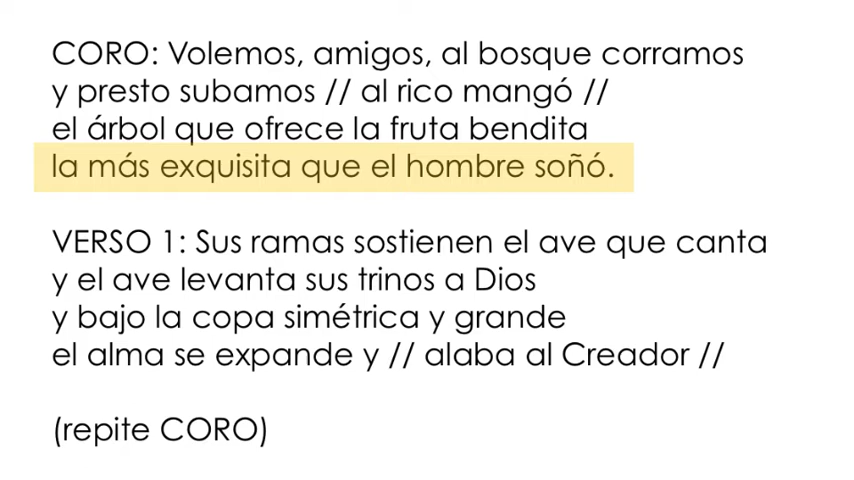 CORO: Volemos, amigos, al bosque corramos
y presto subamos // al rico mangó //
el árbol que ofrece la fruta bendita
la más exquisita que el hombre soñó.
VERSO 1: Sus ramas sostienen el ave que canta
y el ave levanta sus trinos a Dios
y bajo la copa simétrica y grande
el alma se expande y // alaba al Creador //
(repite CORO)